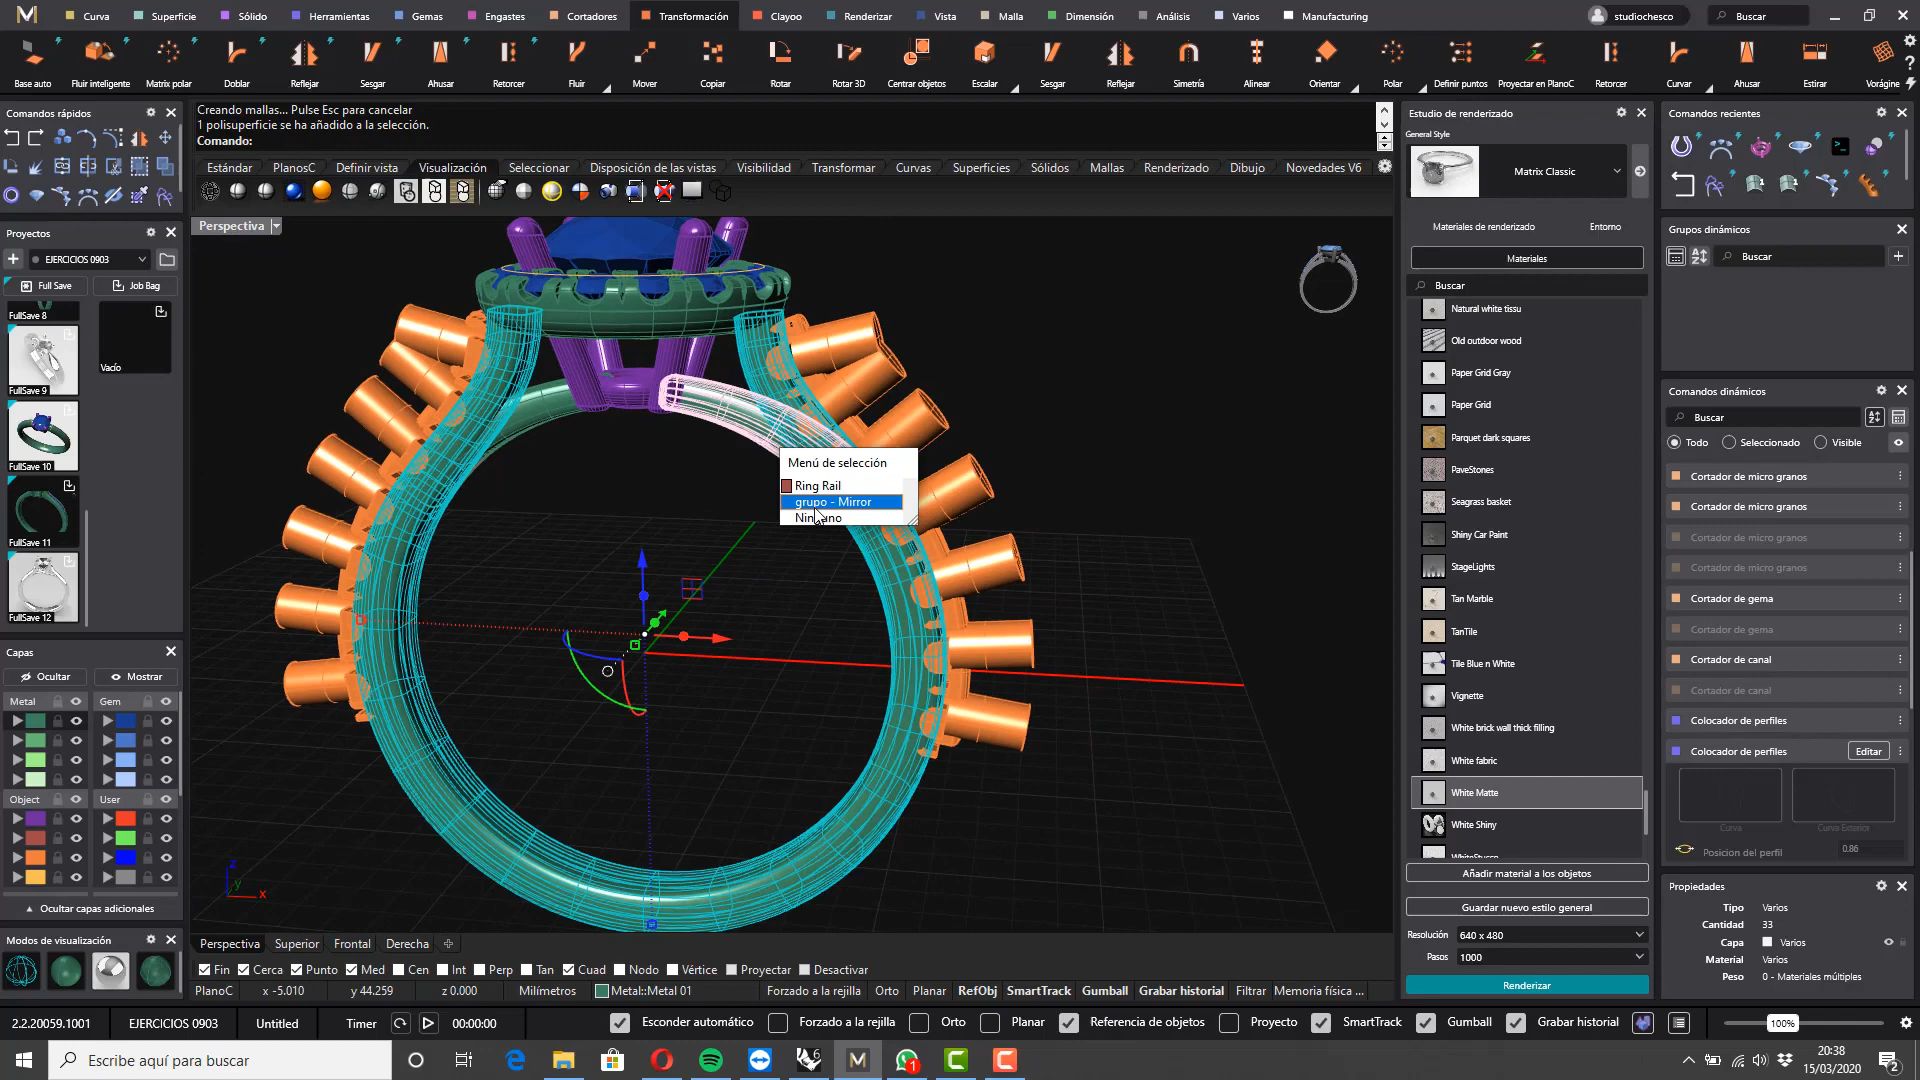 Curva
Superficie
Sólido
Herramientas
Gemas
Engastes
Cortadores
Transformación
Clayoo
Renderizar
Vista
Malla
Dimensión
Análisis
Varios
Manufacturing
studiochesco
Buscar
Base auto
Fluir inteligente
Matrix polar
Doblar
Reflejar
Sesgar
Ahusar
Retorcer
Fluir
Mover
Copiar
Rotar
Rotar 3D
Centrar objetos
Escalar
Sesgar
Reflejar
Simetría
Alinear
Orientar
Polar
Definir puntos
Proyectar en PlanoC
Retorcer
Curvar
Ahusar
Estirar
Vorágine
Comandos rápidos
Creando mallas... Pulse Esc para cancelar
1 polisuperficie se ha añadido a la selección.
Comando:
Estándar
PlanosC
Definir vista
Visualización
Seleccionar
Disposición de las vistas
Visibilidad
Transformar
Curvas
Superficies
Sólidos
Mallas
Renderizado
Dibujo
Novedades V6
Perspectiva
Proyectos
EJERCICIOS 0903
Full Save
Job Bag
FullSave 8
Vacío
FullSave 9
FullSave 10
FullSave 11
FullSave 12
Capas
Ocultar
Mostrar
Metal
Gem
Object
User
Ocultar capas adicionales
Modos de visualización
Menú de selección
Ring Rail
grupo - Mirror
z
y
x
Perspectiva
Superior
Frontal
Derecha
Fin
Cerca
Punto
Med
Cen
Int
Perp
Tan
Cuad
Nodo
Vértice
Proyectar
Desactivar
PlanoC
x -5.010
y 44.259
z 0.000
Milímetros
Metal::Metal 01
Forzado a la rejilla
Orto
Planar
RefObj
SmartTrack
Gumball
Grabar historial
Filtrar
Memoria física ...
Estudio de renderizado
General Style
Matrix Classic
Materiales de renderizado
Entorno
Materiales
Buscar
Natural white tissu
Old outdoor wood
Paper Grid Gray
Paper Grid
Parquet dark squares
PaveStones
Seagrass basket
Shiny Car Paint
StageLights
Tan Marble
TanTile
Tile Blue n White
Vignette
White brick wall thick filling
White fabric
White Matte
White Shiny
Añadir material a los objetos
Guardar nuevo estilo general
Resolución
640 x 480
Pasos
1000
Renderizar
Comandos recientes
Grupos dinámicos
Buscar
Comandos dinámicos
Buscar
Todo
Seleccionado
Visible
Cortador de micro granos
Cortador de micro granos
Cortador de micro granos
Cortador de micro granos
Cortador de gema
Cortador de gema
Cortador de canal
Cortador de canal
Colocador de perfiles
Colocador de perfiles
Editar
Curva
Curva Exterior
Posicion del perfil
0.86
Propiedades
Tipo
Varios
Cantidad
33
Capa
Varios
Material
Varios
Peso
0 - Materiales múltiples
2.2.20059.1001
EJERCICIOS 0903
Untitled
Timer
00:00:00
Esconder automático
Forzado a la rejilla
Orto
Planar
Referencia de objetos
Proyecto
SmartTrack
Gumball
Grabar historial
100%
Escribe aquí para buscar
6
1
20:38
15/03/2020
2